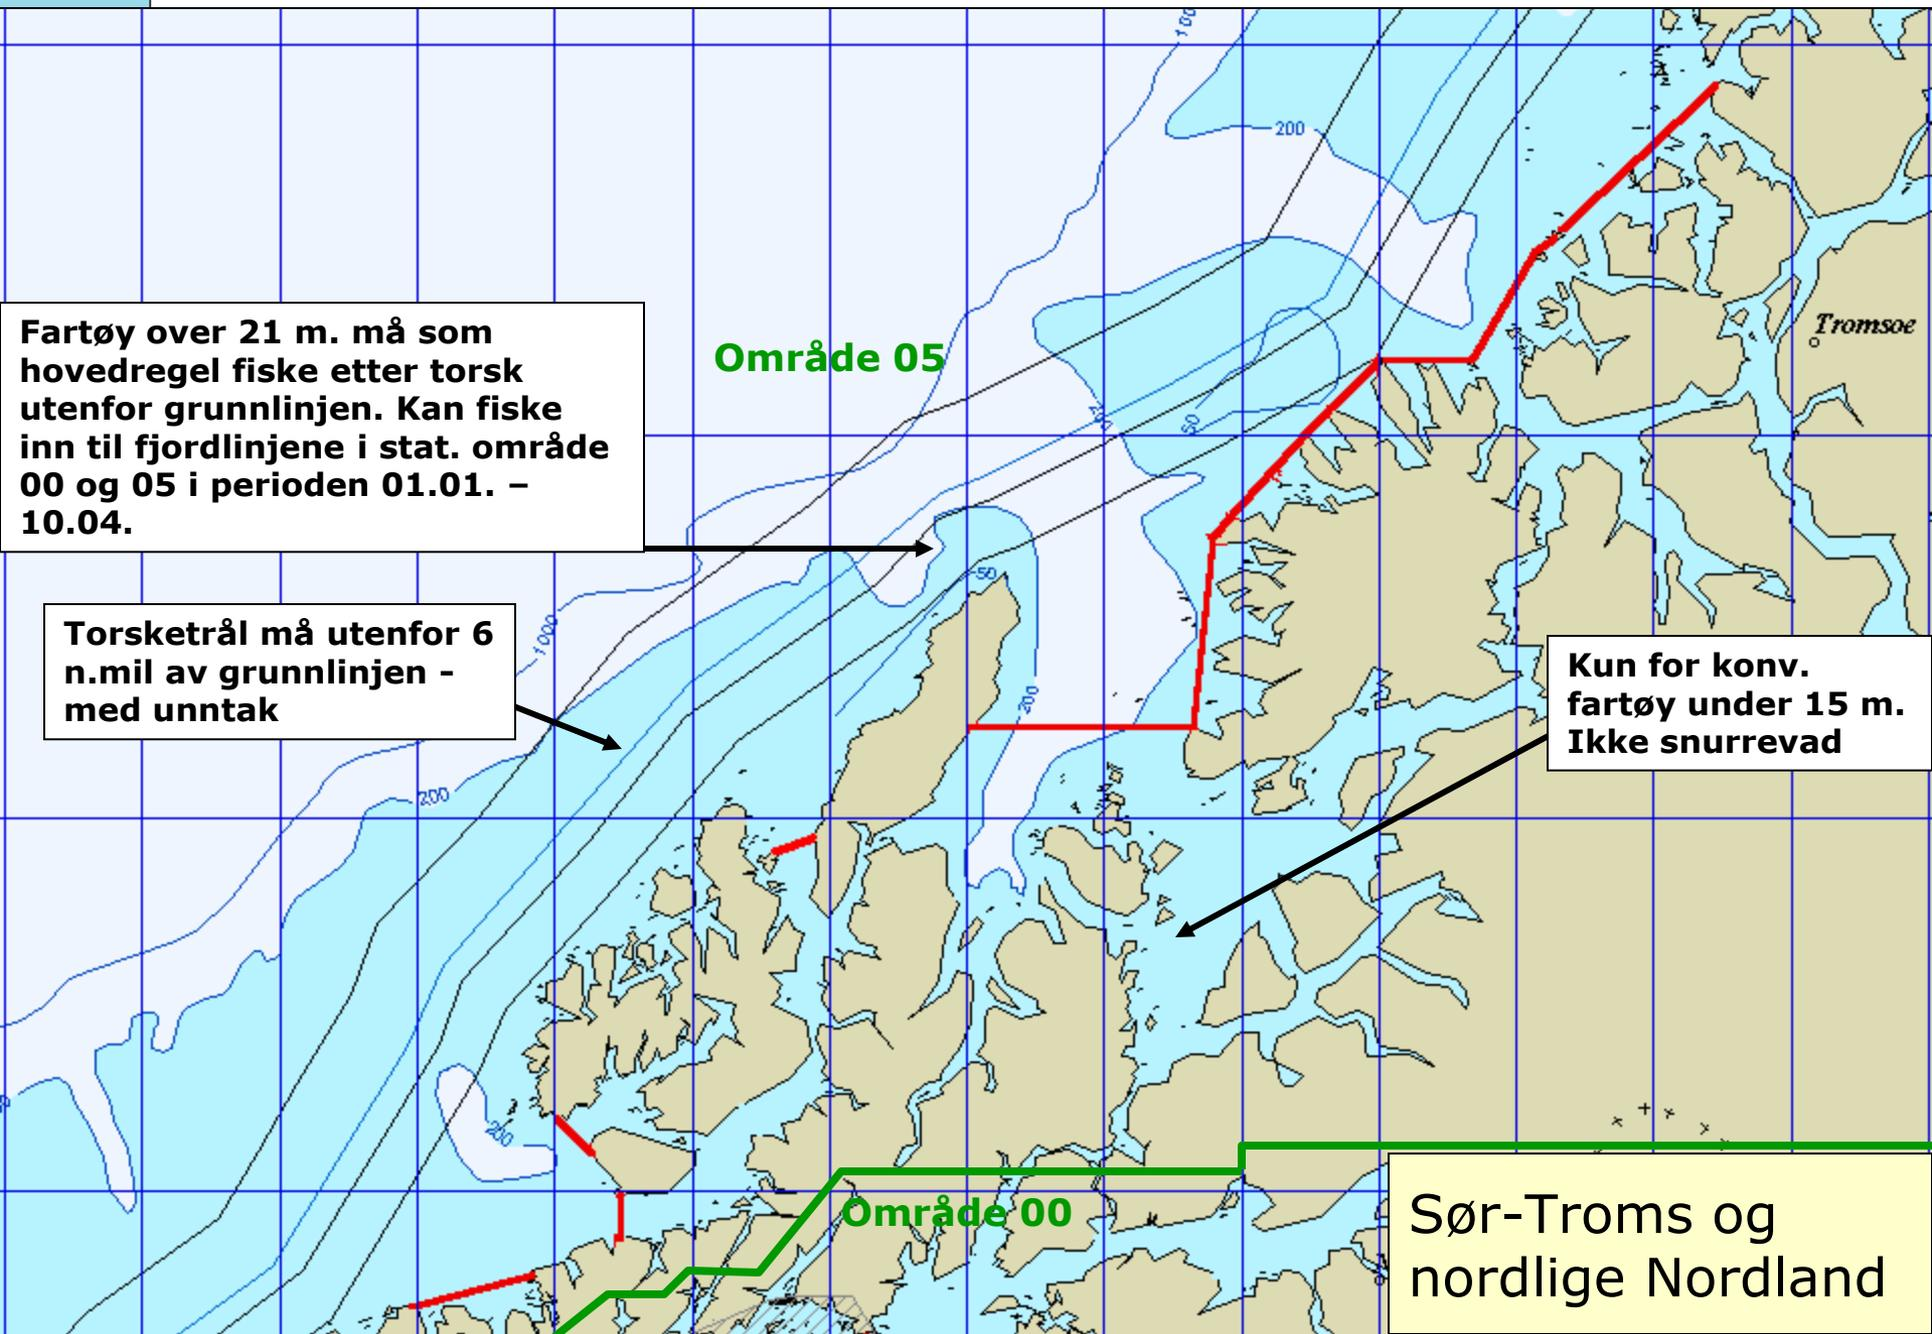 100
200
Tromsoe
Fartøy over 21 m. må som
hovedregel fiske etter torsk
utenfor grunnlinjen. Kan fiske
inn til fjordlinjene i stat. område
00 og 05 i perioden 01.01. –
10.04.
Område 05
200
50
50
Torsketrål må utenfor 6
n.mil av grunnlinjen -
med unntak
1000
200
Kun for konv.
fartøy under 15 m.
Ikke snurrevad
200
200
Område 00
Sør-Troms og
nordlige Nordland